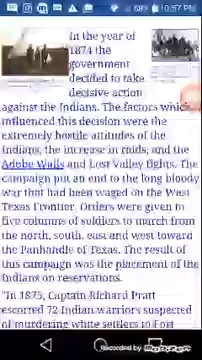 68% 10:57 PM
In the year of
1874 the
government
decided to take
decisive action
against the Indians. The factors which
influenced this decision were the
extremely hostile attitudes of the
Indians, the increase in raids, and the
Adobe Walls and Lost Valley fights. The
campaign put an end to the long bloody
war that had been waged on the West
Texas Frontier. Orders were given to
five columns of soldiers to march from
the north, south, east and west toward
the Panhandle of Texas. The result of
this campaign was the placement of the
Indians on reservations.
"In 1875, Captain Richard Pratt
escorted 72 Indian warriors suspected
of murdering white settlers to Fort
Recorded by